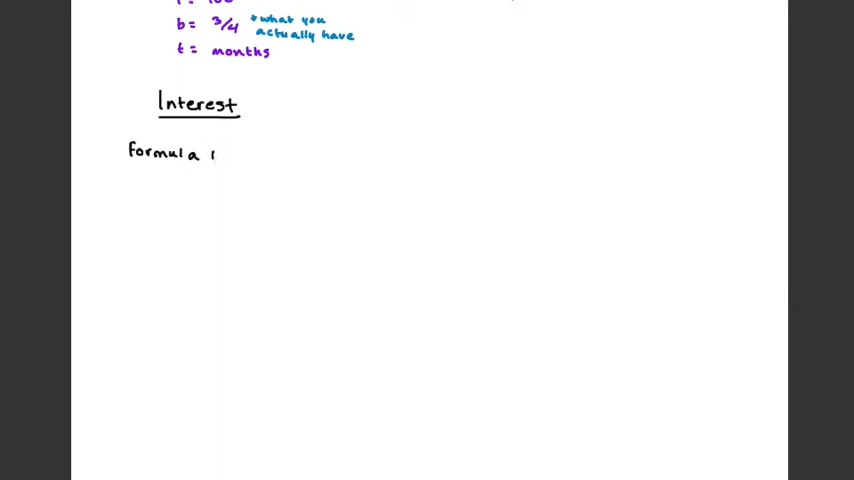 b = 3/4 *what you
actually have
t = months
Interest
Formula